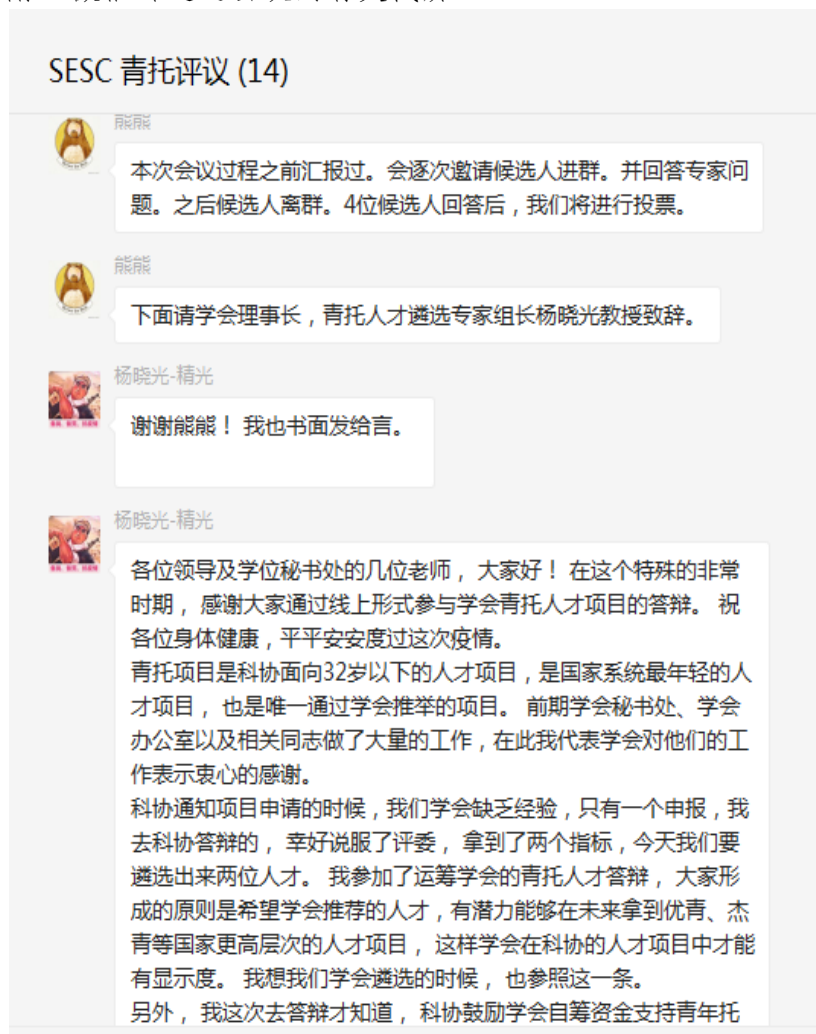 SESC 青托评议 (14)
熊熊
本次会议过程之前汇报过。会逐次邀请候选人进群。并回答专家问
题。之后候选人离群。4位候选人回答后，我们将进行投票。
熊熊
下面请学会理事长，青托人才遴选专家组长杨晓光教授致辞。
杨晓光-精光
谢谢熊熊！ 我也书面发给言。
杨晓光-精光
各位领导及学位秘书处的几位老师， 大家好！ 在这个特殊的非常
时期， 感谢大家通过线上形式参与学会青托人才项目的答辩。 祝
各位身体健康，平平安安度过这次疫情。
青托项目是科协面向32岁以下的人才项目，是国家系统最年轻的人
才项目， 也是唯一通过学会推举的项目。 前期学会秘书处、学会
办公室以及相关同志做了大量的工作，在此我代表学会对他们的工
作表示衷心的感谢。
科协通知项目申请的时候，我们学会缺乏经验，只有一个申报，我
去科协答辩的， 幸好说服了评委， 拿到了两个指标，今天我们要
遴选出来两位人才。 我参加了运筹学会的青托人才答辩， 大家形
成的原则是希望学会推荐的人才，有潜力能够在未来拿到优青、杰
青等国家更高层次的人才项目， 这样学会在科协的人才项目中才能
有显示度。 我想我们学会遴选的时候， 也参照这一条。
另外， 我这次去答辩才知道， 科协鼓励学会自筹资金支持青年托